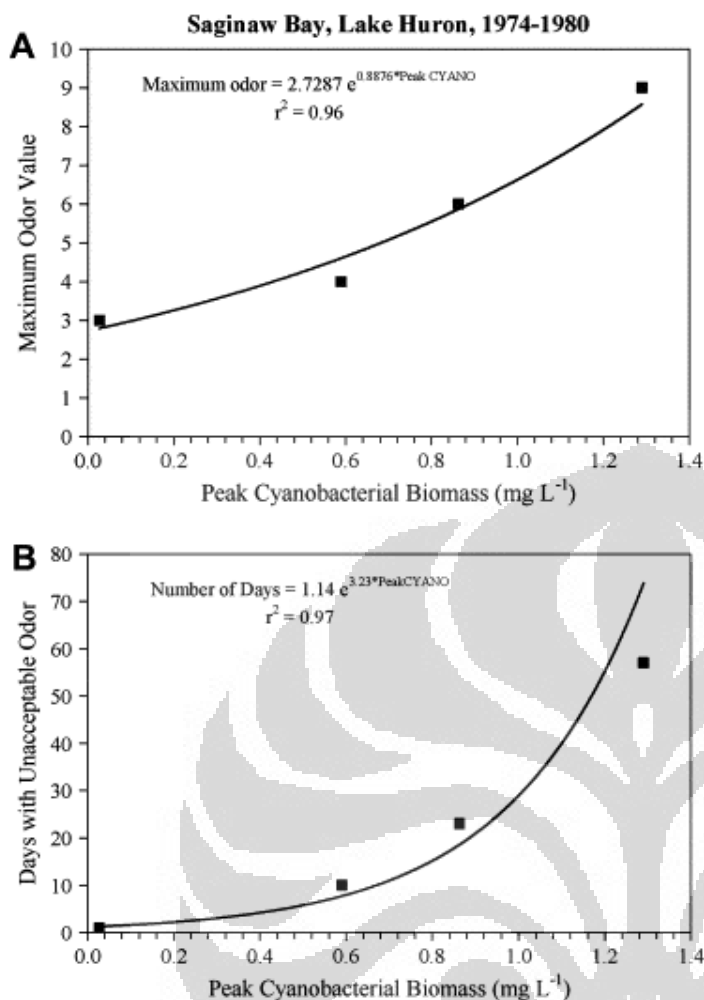 Saginaw Bay, Lake Huron, 1974-1980
A
Maximum odor = 2.7287 e^0.8876*Peak CYANO
r² = 0.96
Maximum Odor Value
10
9
8
7
6
5
4
3
2
1
0
0.0 0.2 0.4 0.6 0.8 1.0 1.2 1.4
Peak Cyanobacterial Biomass (mg L⁻¹)
B
Number of Days = 1.14 e^3.23*PeakCYANO
r² = 0.97
Days with Unacceptable Odor
80
70
60
50
40
30
20
10
0
0.0 0.2 0.4 0.6 0.8 1.0 1.2 1.4
Peak Cyanobacterial Biomass (mg L⁻¹)